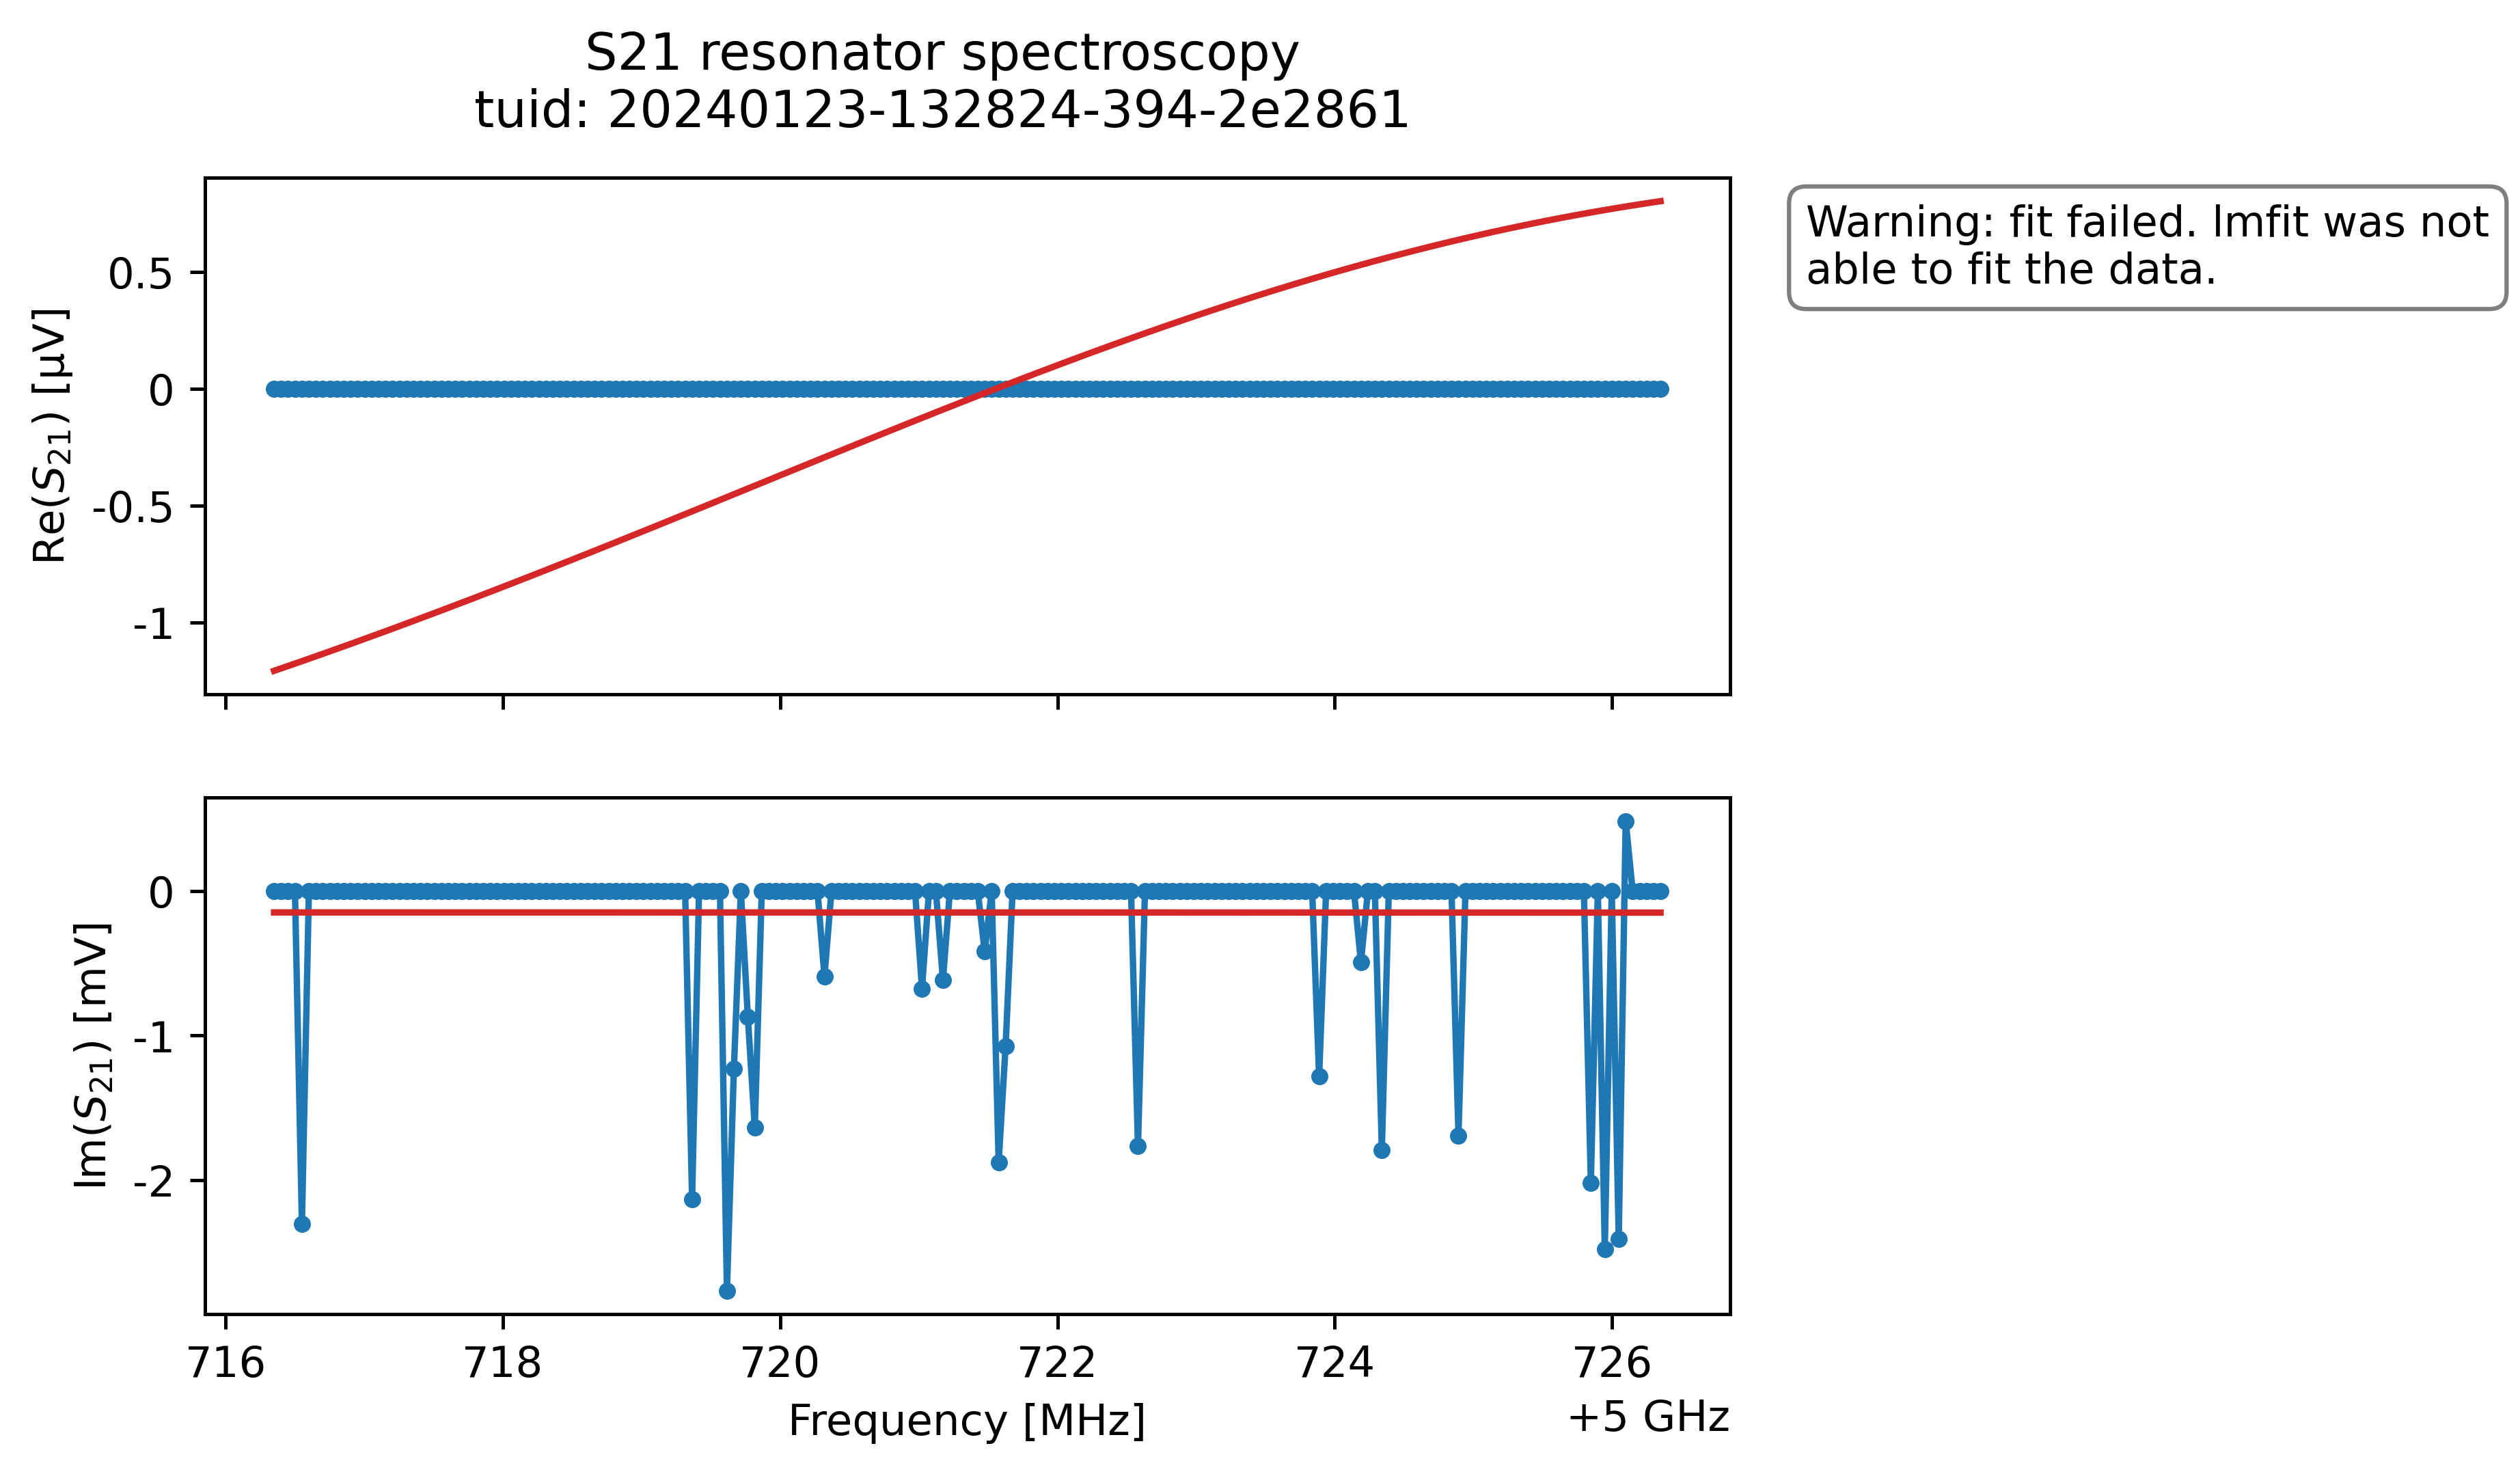 S21 resonator spectroscopy
tuid: 20240123-132824-394-2e2861
Warning: fit failed. lmfit was not
able to fit the data.
Re(S₂₁) [µV]
0.5
0
-0.5
-1
Im(S₂₁) [mV]
0
-1
-2
716 718 720 722 724 726
Frequency [MHz]
+5 GHz